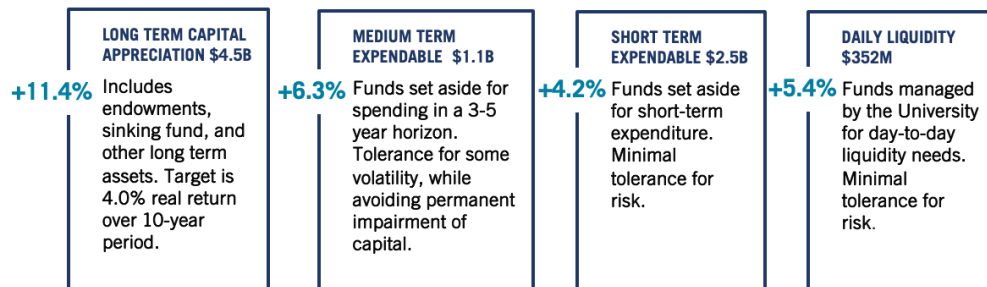 LONG TERM CAPITAL
APPRECIATION $4.5B
+11.4%
Includes
endowments,
sinking fund, and
other long term
assets. Target is
4.0% real return
over 10-year
period.
MEDIUM TERM
EXPENDABLE $1.1B
+6.3%
Funds set aside for
spending in a 3-5
year horizon.
Tolerance for some
volatility, while
avoiding permanent
impairment of
capital.
SHORT TERM
EXPENDABLE $2.5B
+4.2%
Funds set aside
for short-term
expenditure.
Minimal
tolerance for
risk.
DAILY LIQUIDITY
$352M
+5.4%
Funds managed
by the University
for day-to-day
liquidity needs.
Minimal
tolerance for
risk.